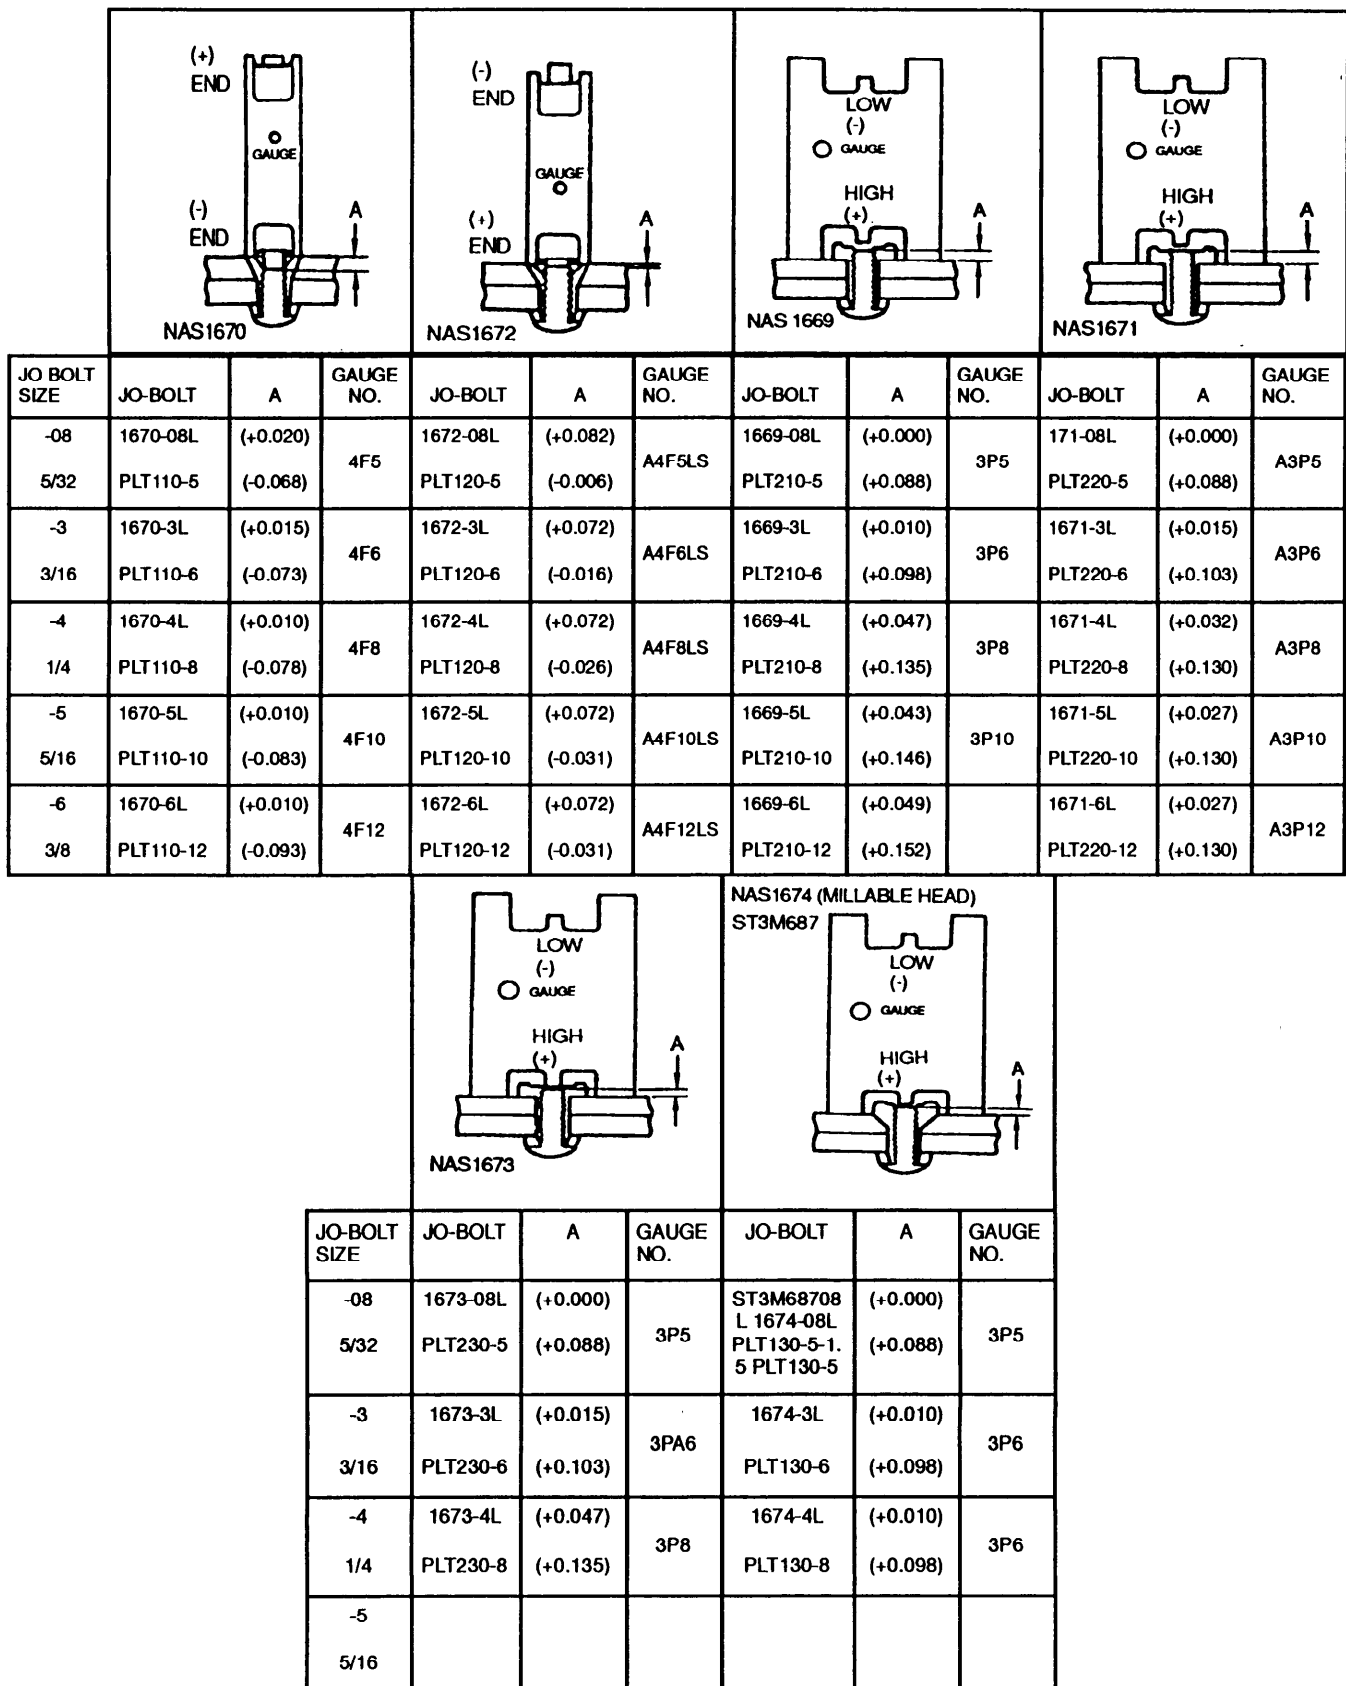 (+)
END
GAUGE
(-)
END
A
NAS1670
(-)
END
GAUGE
(+)
END
A
NAS1672
LOW
(-)
GAUGE
HIGH
(+)
A
NAS 1669
LOW
(-)
GAUGE
HIGH
(+)
A
NAS1671
JO BOLT SIZE JO-BOLT A GAUGE NO. JO-BOLT A GAUGE NO. JO-BOLT A GAUGE NO. JO-BOLT A GAUGE NO.
-08 1670-08L (+0.020) 1672-08L (+0.082) 1669-08L (+0.000) 171-08L (+0.000)
4F5 A4F5LS 3P5 A3P5
5/32 PLT110-5 (-0.068) PLT120-5 (-0.006) PLT210-5 (+0.088) PLT220-5 (+0.088)
-3 1670-3L (+0.015) 1672-3L (+0.072) 1669-3L (+0.010) 1671-3L (+0.015)
4F6 A4F6LS 3P6 A3P6
3/16 PLT110-6 (-0.073) PLT120-6 (-0.016) PLT210-6 (+0.098) PLT220-6 (+0.103)
-4 1670-4L (+0.010) 1672-4L (+0.072) 1669-4L (+0.047) 1671-4L (+0.032)
4F8 A4F8LS 3P8 A3P8
1/4 PLT110-8 (-0.078) PLT120-8 (-0.026) PLT210-8 (+0.135) PLT220-8 (+0.130)
-5 1670-5L (+0.010) 1672-5L (+0.072) 1669-5L (+0.043) 1671-5L (+0.027)
4F10 A4F10LS 3P10 A3P10
5/16 PLT110-10 (-0.083) PLT120-10 (-0.031) PLT210-10 (+0.146) PLT220-10 (+0.130)
-6 1670-6L (+0.010) 1672-6L (+0.072) 1669-6L (+0.049) 1671-6L (+0.027)
4F12 A4F12LS A3P12
3/8 PLT110-12 (-0.093) PLT120-12 (-0.031) PLT210-12 (+0.152) PLT220-12 (+0.130)
LOW
(-)
GAUGE
HIGH
(+)
A
NAS1673
NAS1674 (MILLABLE HEAD)
ST3M687
LOW
(-)
GAUGE
HIGH
(+)
A
JO-BOLT SIZE JO-BOLT A GAUGE NO. JO-BOLT A GAUGE NO.
-08 1673-08L (+0.000) ST3M68708 (+0.000)
L 1674-08L
5/32 PLT230-5 (+0.088) 3P5 PLT130-5-1. (+0.088) 3P5
5 PLT130-5
-3 1673-3L (+0.015) 1674-3L (+0.010)
3PA6 3P6
3/16 PLT230-6 (+0.103) PLT130-6 (+0.098)
-4 1673-4L (+0.047) 1674-4L (+0.010)
3P8 3P6
1/4 PLT230-8 (+0.135) PLT130-8 (+0.098)
-5
5/16